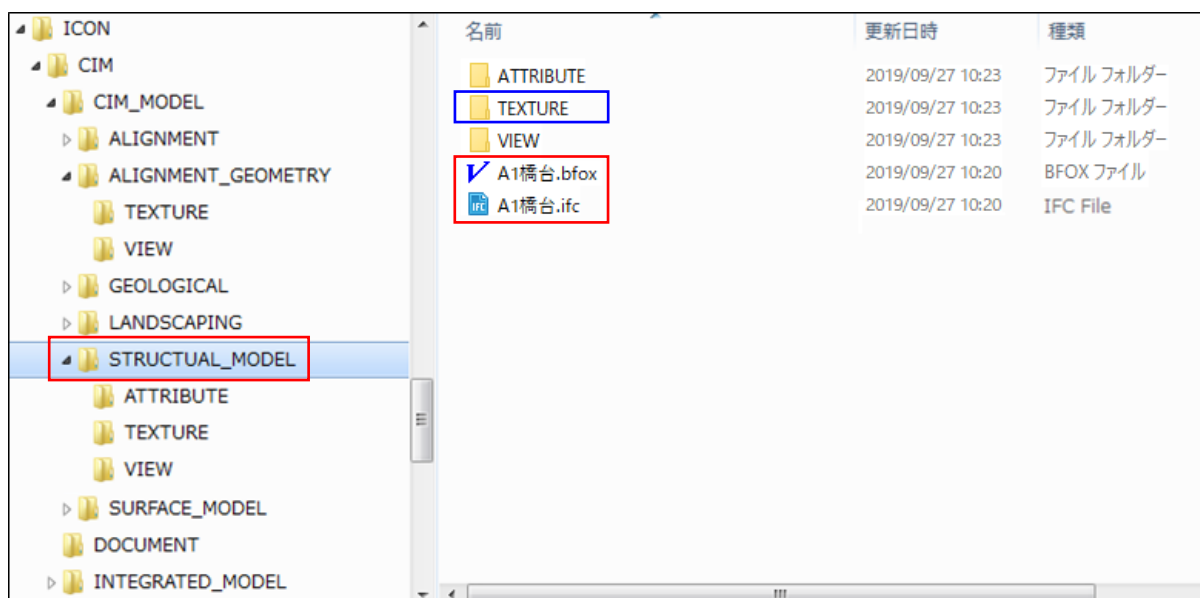 ICON
CIM
CIM_MODEL
ALIGNMENT
ALIGNMENT_GEOMETRY
TEXTURE
VIEW
GEOLOGICAL
LANDSCAPING
STRUCTUAL_MODEL
ATTRIBUTE
TEXTURE
VIEW
SURFACE_MODEL
DOCUMENT
INTEGRATED_MODEL
名前 更新日時 種類
ATTRIBUTE 2019/09/27 10:23 ファイル フォルダー
TEXTURE 2019/09/27 10:23 ファイル フォルダー
VIEW 2019/09/27 10:23 ファイル フォルダー
A1橋台.bfox 2019/09/27 10:20 BFOX ファイル
IFC A1橋台.ifc 2019/09/27 10:20 IFC File